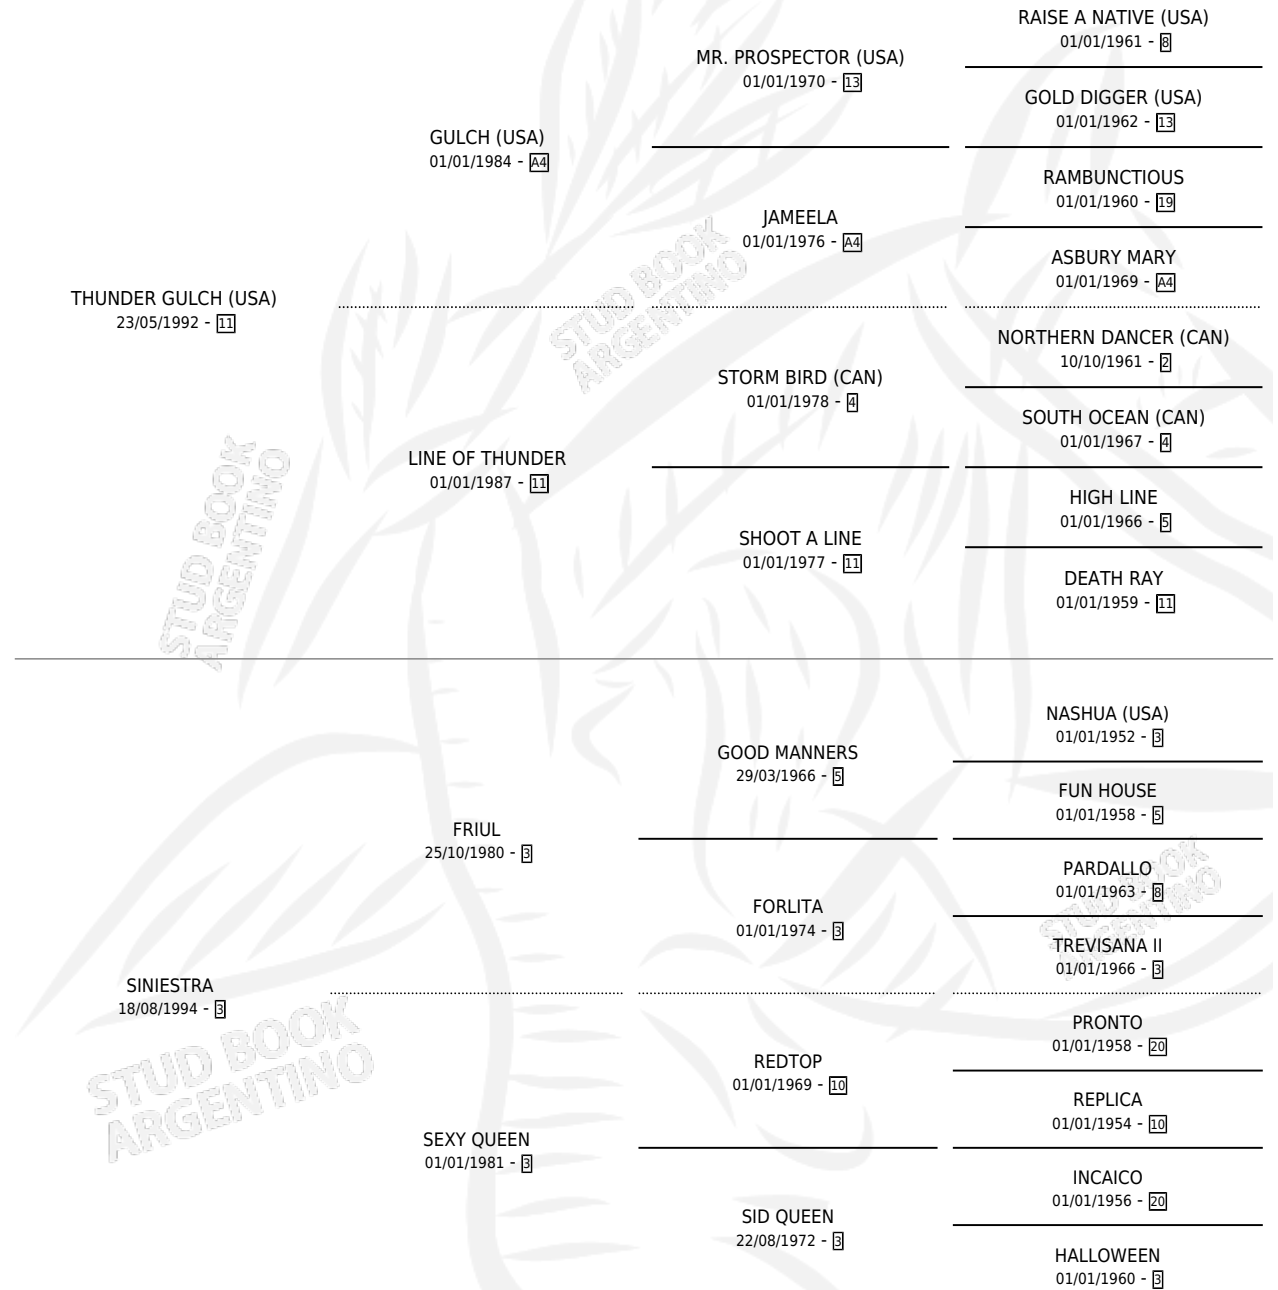 RAISE A NATIVE (USA)
01/01/1961 - 8
MR. PROSPECTOR (USA)
01/01/1970 - 13
GOLD DIGGER (USA)
01/01/1962 - 13
GULCH (USA)
01/01/1984 - A4
RAMBUNCTIOUS
01/01/1960 - 19
JAMEELA
01/01/1976 - A4
ASBURY MARY
01/01/1969 - A4
THUNDER GULCH (USA)
23/05/1992 - 11
NORTHERN DANCER (CAN)
10/10/1961 - 2
STORM BIRD (CAN)
01/01/1978 - 4
SOUTH OCEAN (CAN)
01/01/1967 - 4
LINE OF THUNDER
01/01/1987 - 11
HIGH LINE
01/01/1966 - 5
SHOOT A LINE
01/01/1977 - 11
DEATH RAY
01/01/1959 - 11
NASHUA (USA)
01/01/1952 - 3
GOOD MANNERS
29/03/1966 - 5
FUN HOUSE
01/01/1958 - 5
FRIUL
25/10/1980 - 3
PARDALLO
01/01/1963 - 8
FORLITA
01/01/1974 - 3
TREVISANA II
01/01/1966 - 3
SINIESTRA
18/08/1994 - 3
PRONTO
01/01/1958 - 20
REDTOP
01/01/1969 - 10
REPLICA
01/01/1954 - 10
SEXY QUEEN
01/01/1981 - 3
INCAICO
01/01/1956 - 20
SID QUEEN
22/08/1972 - 3
HALLOWEEN
01/01/1960 - 3
STUD BOOK
ARGENTINO
STUD BOOK
ARGENTINO
STUD BOOK
ARGENTINO
STUD BOOK
ARGENTINO